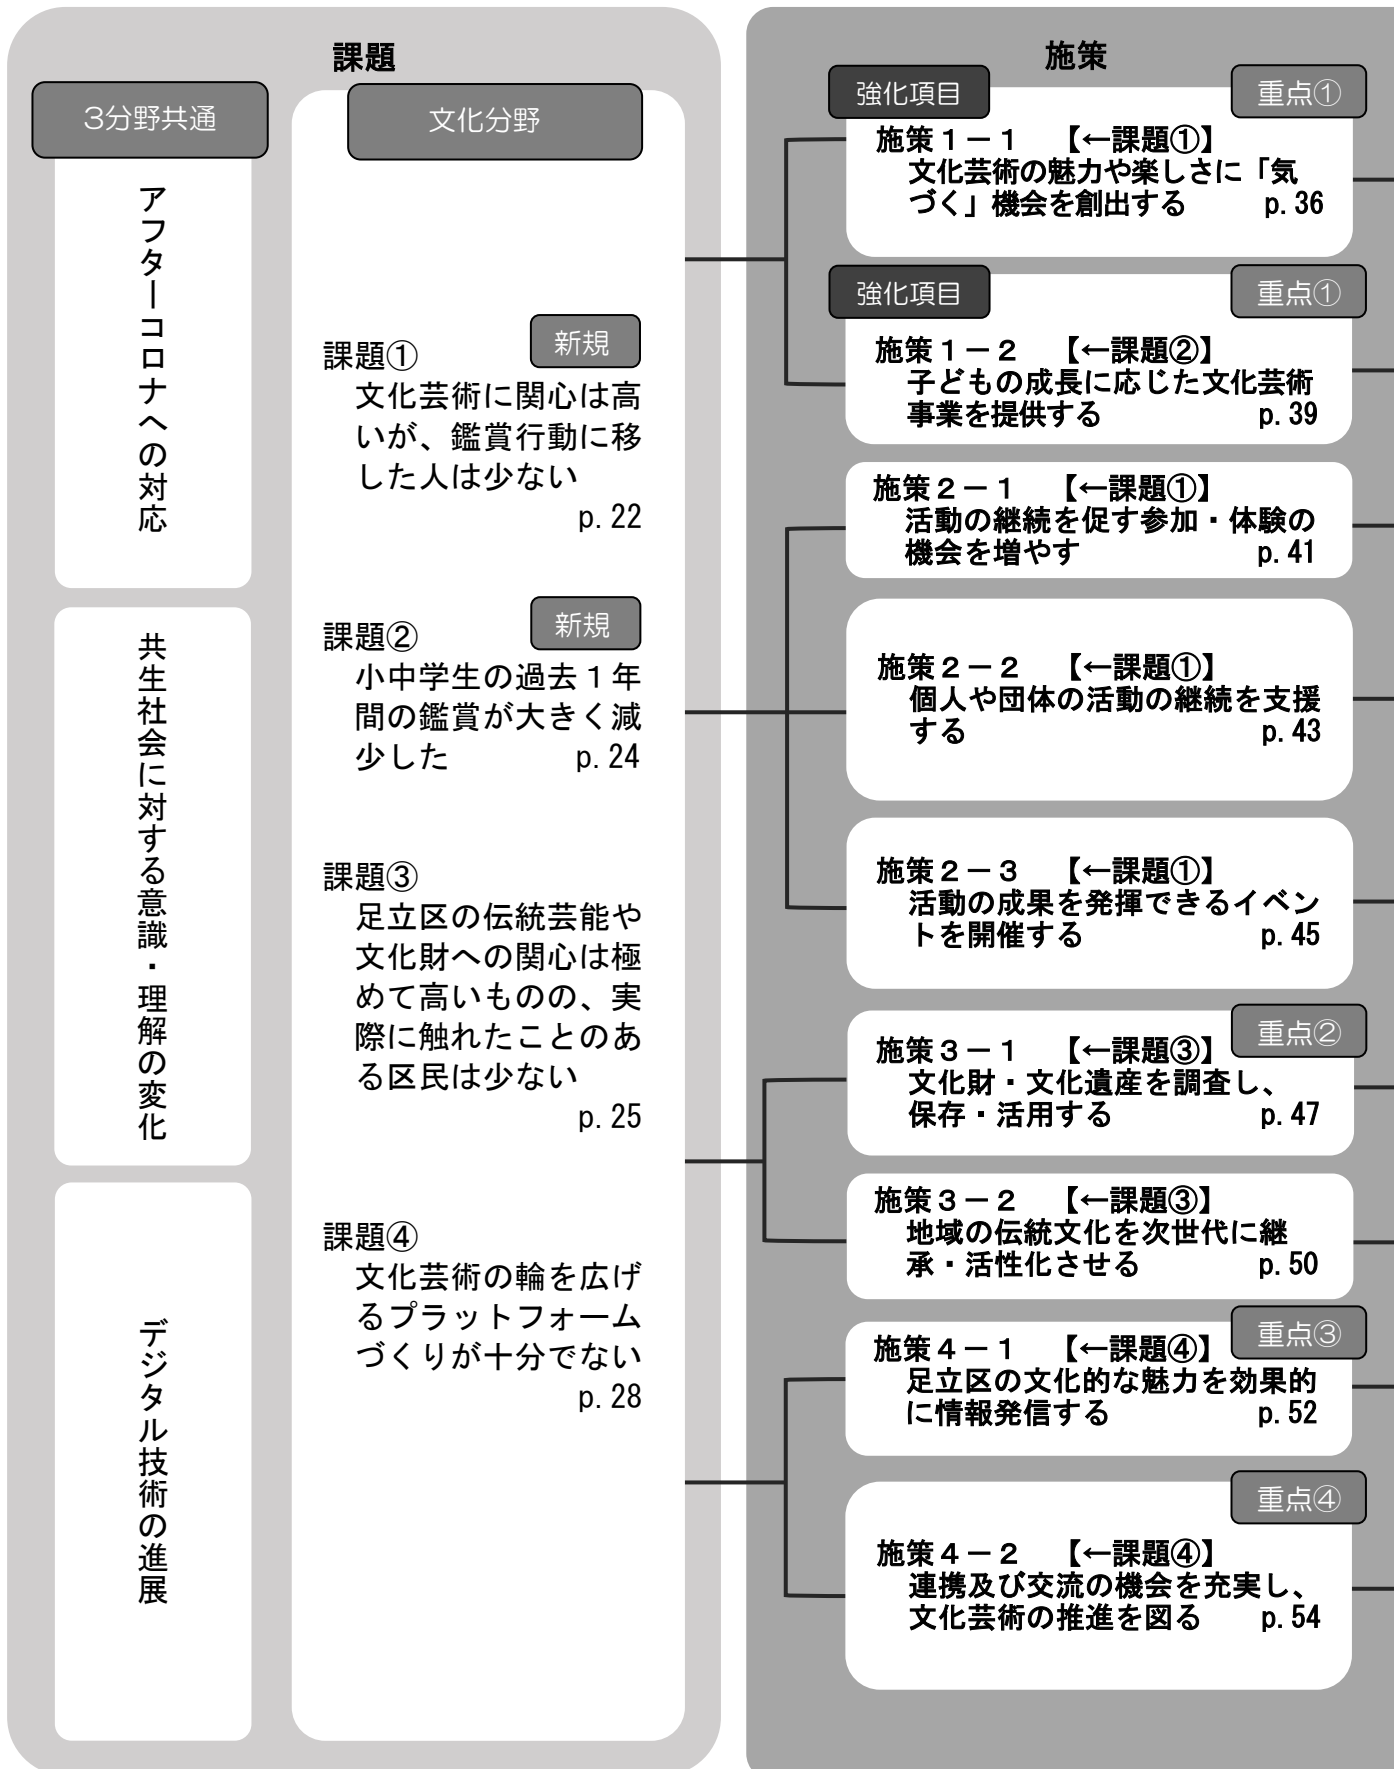 課題
3分野共通
アフターコロナへの対応
共生社会に対する意識・理解の変化
デジタル技術の進展
文化分野
課題①
新規
文化芸術に関心は高
いが、鑑賞行動に移
した人は少ない
p.22
課題②
新規
小中学生の過去１年
間の鑑賞が大きく減
少した p.24
課題③
足立区の伝統芸能や
文化財への関心は極
めて高いものの、実
際に触れたことのあ
る区民は少ない
p.25
課題④
文化芸術の輪を広げ
るプラットフォーム
づくりが十分でない
p.28
施策
強化項目 重点①
施策１－１ 【←課題①】
文化芸術の魅力や楽しさに「気
づく」機会を創出する p.36
強化項目 重点①
施策１－２ 【←課題②】
子どもの成長に応じた文化芸術
事業を提供する p.39
施策２－１ 【←課題①】
活動の継続を促す参加・体験の
機会を増やす p.41
施策２－２ 【←課題①】
個人や団体の活動の継続を支援
する p.43
施策２－３ 【←課題①】
活動の成果を発揮できるイベン
トを開催する p.45
重点②
施策３－１ 【←課題③】
文化財・文化遺産を調査し、
保存・活用する p.47
施策３－２ 【←課題③】
地域の伝統文化を次世代に継
承・活性化させる p.50
重点③
施策４－１ 【←課題④】
足立区の文化的な魅力を効果的
に情報発信する p.52
重点④
施策４－２ 【←課題④】
連携及び交流の機会を充実し、
文化芸術の推進を図る p.54